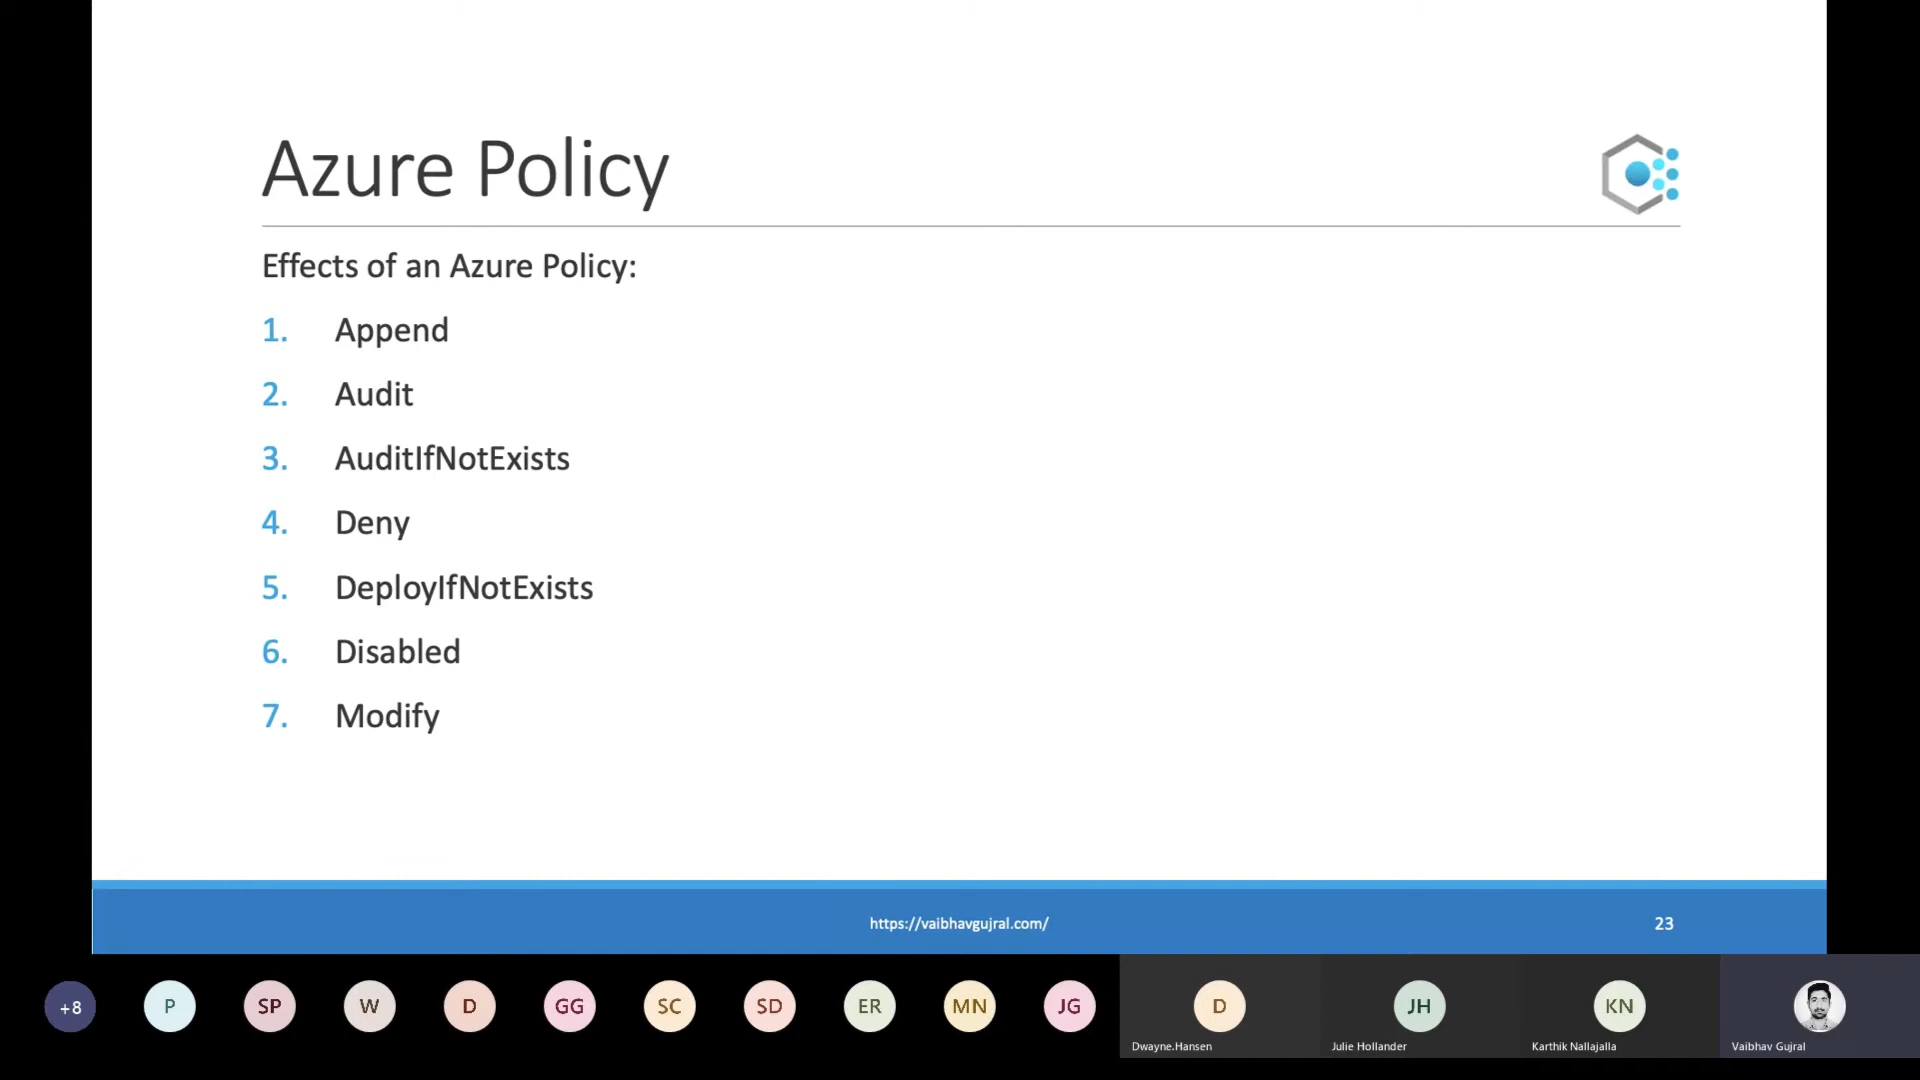 Azure Policy
Effects of an Azure Policy:
1. Append
2. Audit
3. AuditIfNotExists
4. Deny
5. DeployIfNotExists
6. Disabled
7. Modify
https://vaibhavgujral.com/
23
+8
P
SP
W
D
GG
SC
SD
ER
MN
JG
D
JH
KN
Dwayne.Hansen
Julie Hollander
Karthik Nallajalla
Vaibhav Gujral